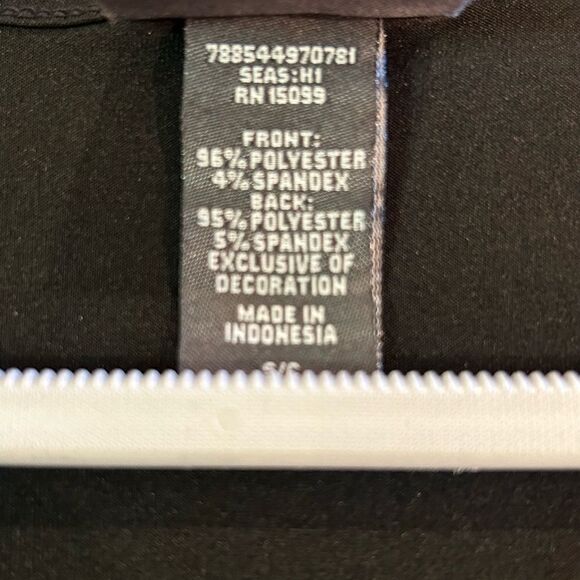 788544970781
SEAS:H1
RN 15099
FRONT:
96% POLYESTER
4% SPANDEX
BACK:
95% POLYESTER
5% SPANDEX
EXCLUSIVE OF
DECORATION
MADE IN
INDONESIA